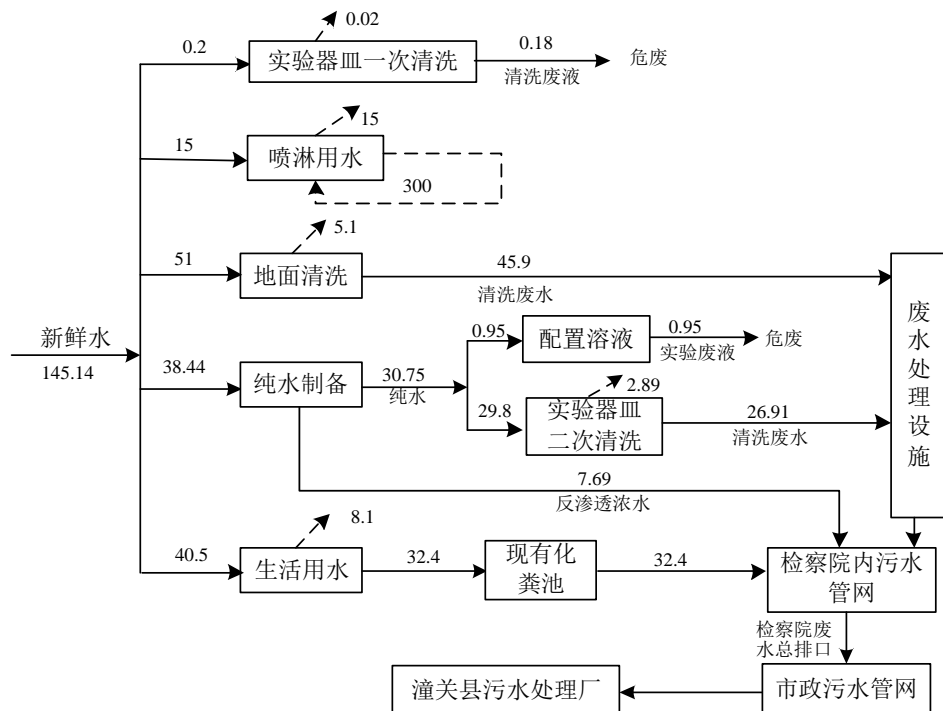 0.02
0.2
实验器皿一次清洗
0.18
清洗废液
危废
15
15
喷淋用水
300
5.1
51
地面清洗
45.9
清洗废水
废水处理设施
新鲜水
145.14
38.44
纯水制备
30.75
纯水
0.95
配置溶液
0.95
实验废液
危废
2.89
29.8
实验器皿
二次清洗
26.91
清洗废水
7.69
反渗透浓水
8.1
40.5
生活用水
32.4
现有化
粪池
32.4
检察院内污水
管网
检察院废
水总排口
潼关县污水处理厂
市政污水管网